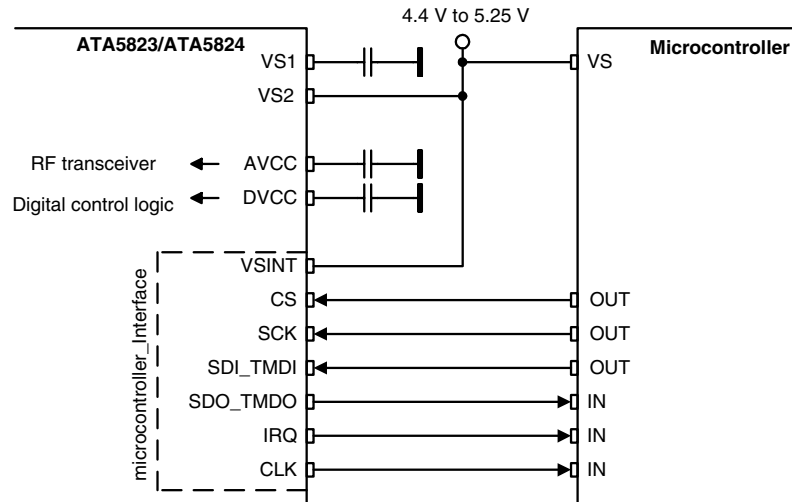 4.4 V to 5.25 V
ATA5823/ATA5824
Microcontroller
VS1
VS
VS2
RF transceiver
AVCC
Digital control logic
DVCC
microcontroller_Interface
VSINT
CS
OUT
SCK
OUT
SDI_TMDI
OUT
SDO_TMDO
IN
IRQ
IN
CLK
IN